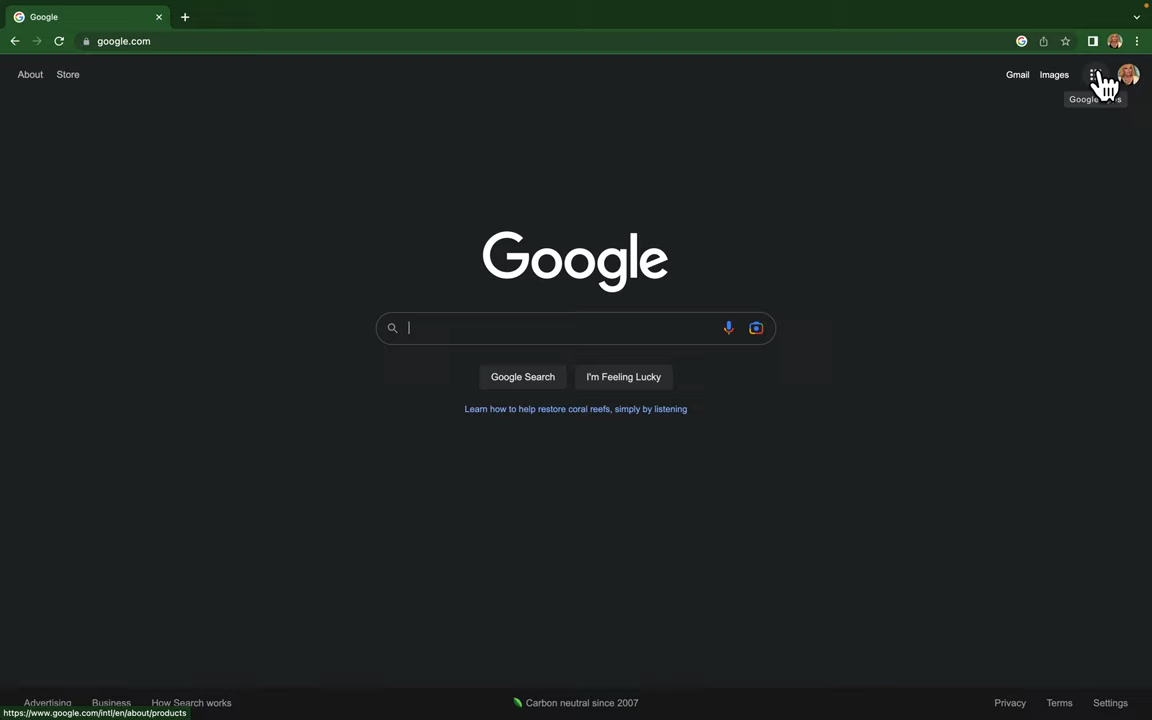 Google
google.com
About
Store
Gmail
Images
Google
Google
Google Search
I'm Feeling Lucky
Learn how to help restore coral reefs, simply by listening
Advertising
Business
How Search works
Carbon neutral since 2007
Privacy
Terms
Settings
https://www.google.com/intl/en/about/products